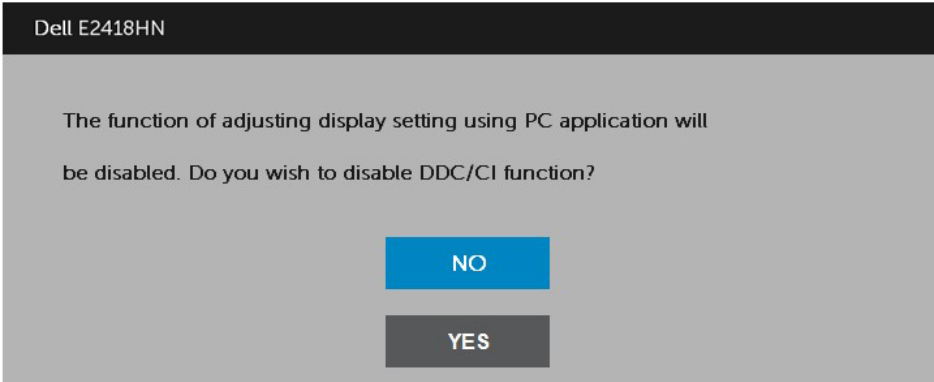 Dell E2418HN
The function of adjusting display setting using PC application will
be disabled. Do you wish to disable DDC/CI function?
NO
YES